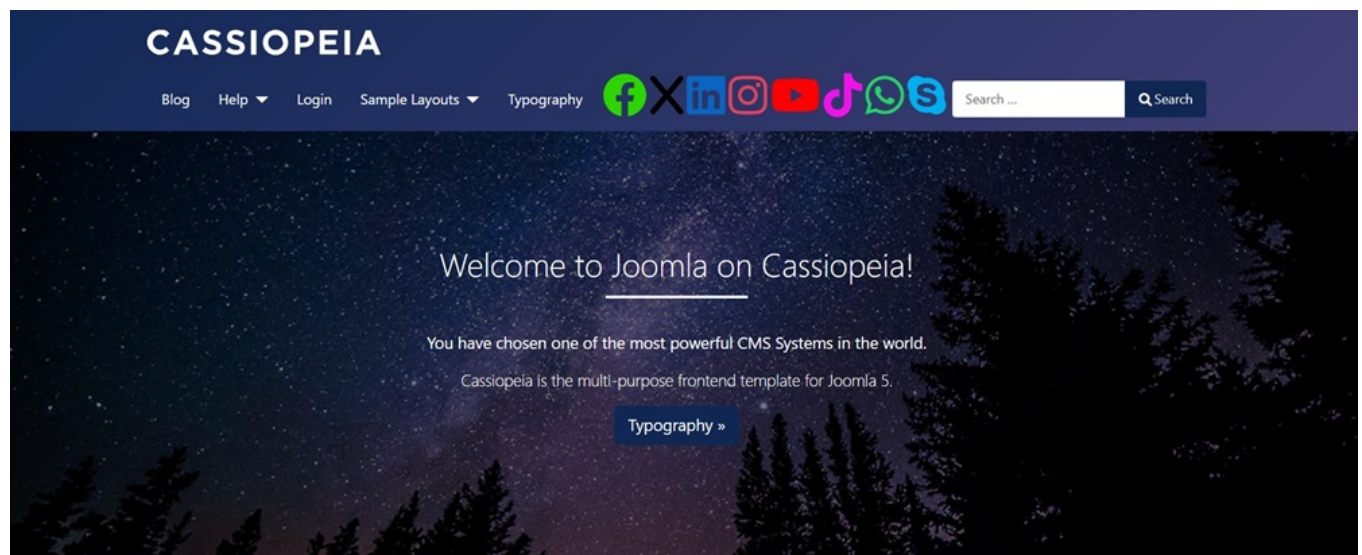 CASSIOPEIA
Blog Help Login Sample Layouts Typography in Search ... Search
Welcome to Joomla on Cassiopeia!
You have chosen one of the most powerful CMS Systems in the world.
Cassiopeia is the multi-purpose frontend template for Joomla 5.
Typography »